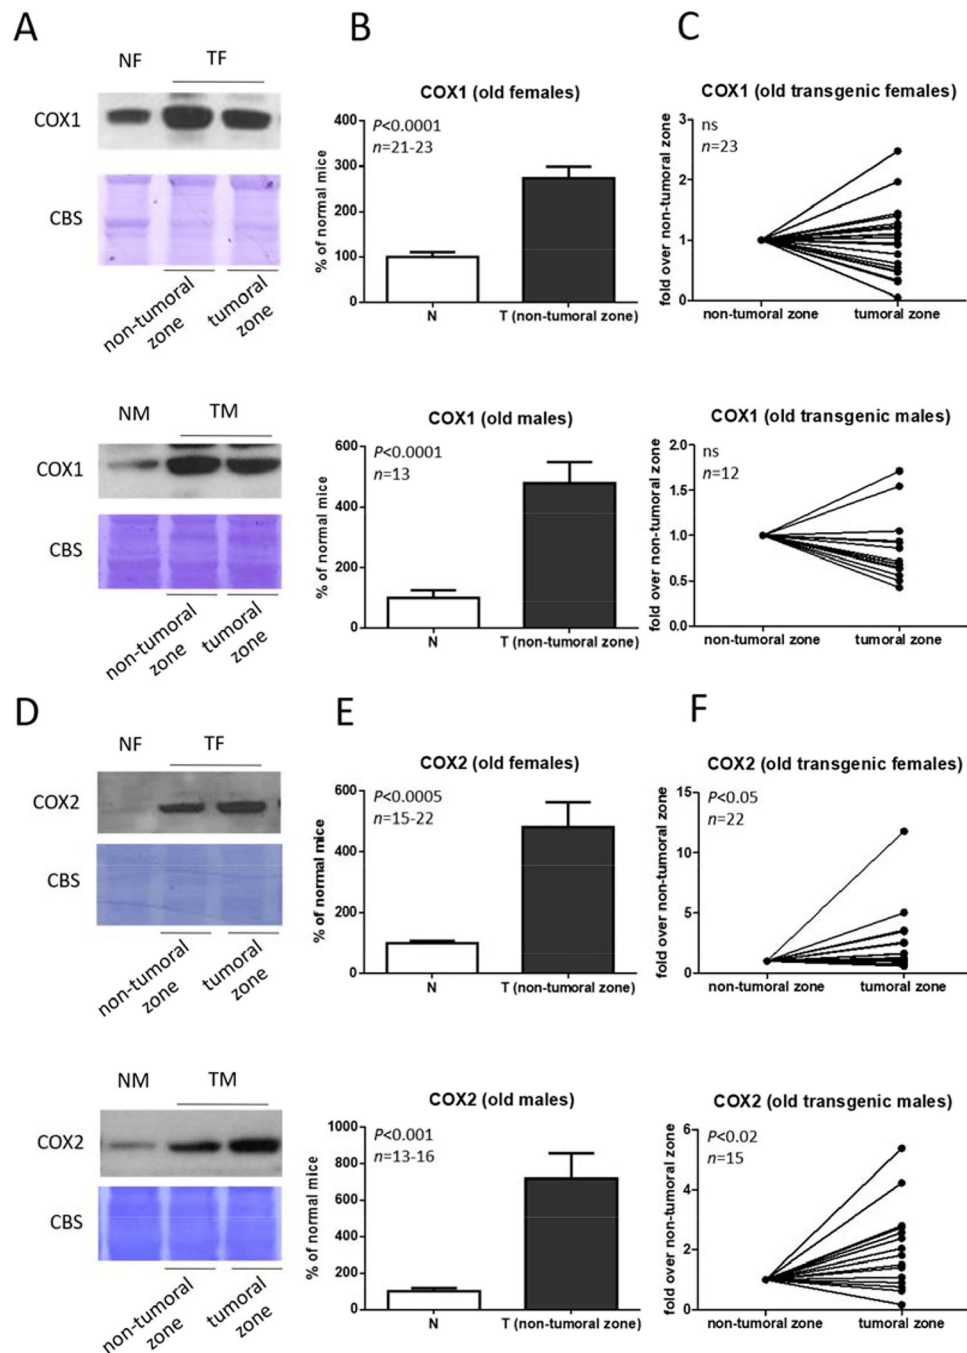 A
NF TF
COX1
CBS
non-tumoral
zone
tumoral
zone
NM TM
COX1
CBS
non-tumoral
zone
tumoral
zone
B
COX1 (old females)
P<0.0001
n=21-23
% of normal mice
400
300
200
100
0
N T (non-tumoral zone)
COX1 (old males)
P<0.0001
n=13
% of normal mice
600
400
200
0
N T (non-tumoral zone)
C
COX1 (old transgenic females)
ns
n=23
fold over non-tumoral zone
3
2
1
0
non-tumoral zone tumoral zone
COX1 (old transgenic males)
ns
n=12
fold over non-tumoral zone
2.0
1.5
1.0
0.5
0.0
non-tumoral zone tumoral zone
D
NF TF
COX2
CBS
non-tumoral
zone
tumoral
zone
NM TM
COX2
CBS
non-tumoral
zone
tumoral
zone
E
COX2 (old females)
P<0.0005
n=15-22
% of normal mice
600
400
200
0
N T (non-tumoral zone)
COX2 (old males)
P<0.001
n=13-16
% of normal mice
1000
800
600
400
200
0
N T (non-tumoral zone)
F
COX2 (old transgenic females)
P<0.05
n=22
fold over non-tumoral zone
15
10
5
0
non-tumoral zone tumoral zone
COX2 (old transgenic males)
P<0.02
n=15
fold over non-tumoral zone
6
4
2
0
non-tumoral zone tumoral zone